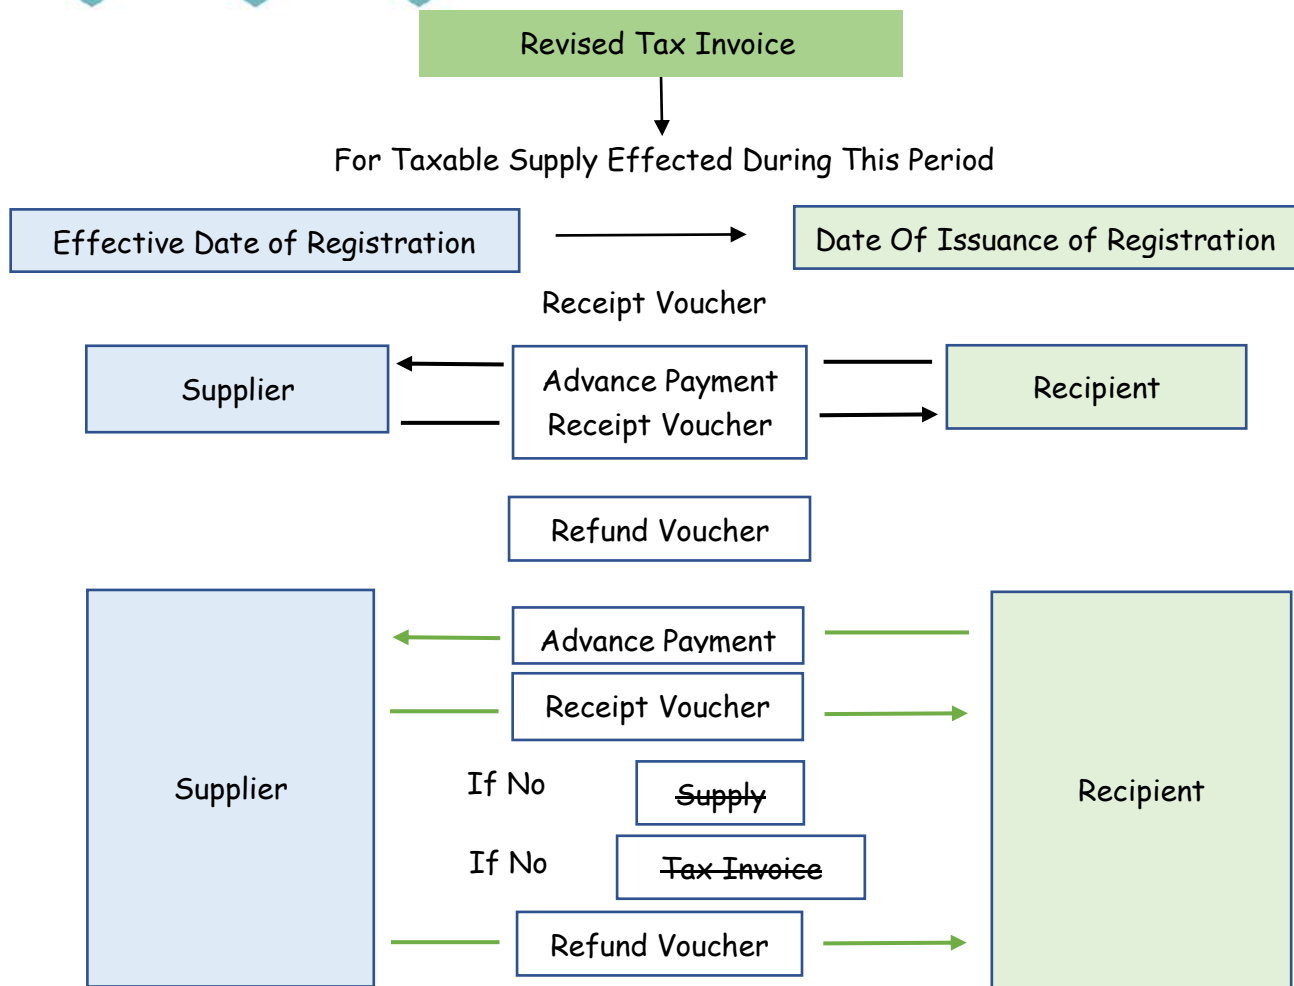 Revised Tax Invoice
For Taxable Supply Effected During This Period
Effective Date of Registration
Date Of Issuance of Registration
Receipt Voucher
Supplier
Advance Payment
Receipt Voucher
Recipient
Refund Voucher
Advance Payment
Receipt Voucher
If No
Supply
If No
Tax Invoice
Refund Voucher
Supplier
Recipient